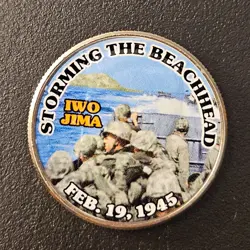 STORMING THE BEACHHEAD
IWO
JIMA
FEB. 19, 1945